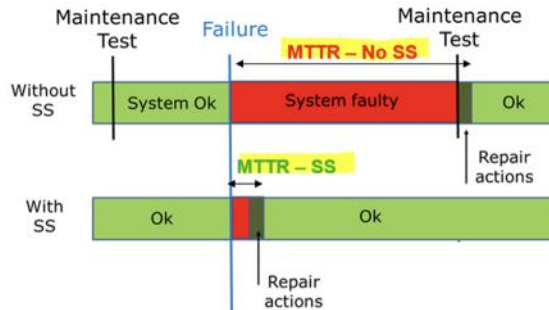 Maintenance
Test
Failure
Maintenance
Test
MTTR – No SS
Without
SS
System Ok
System faulty
Ok
Repair
actions
MTTR – SS
With
SS
Ok
Ok
Repair
actions